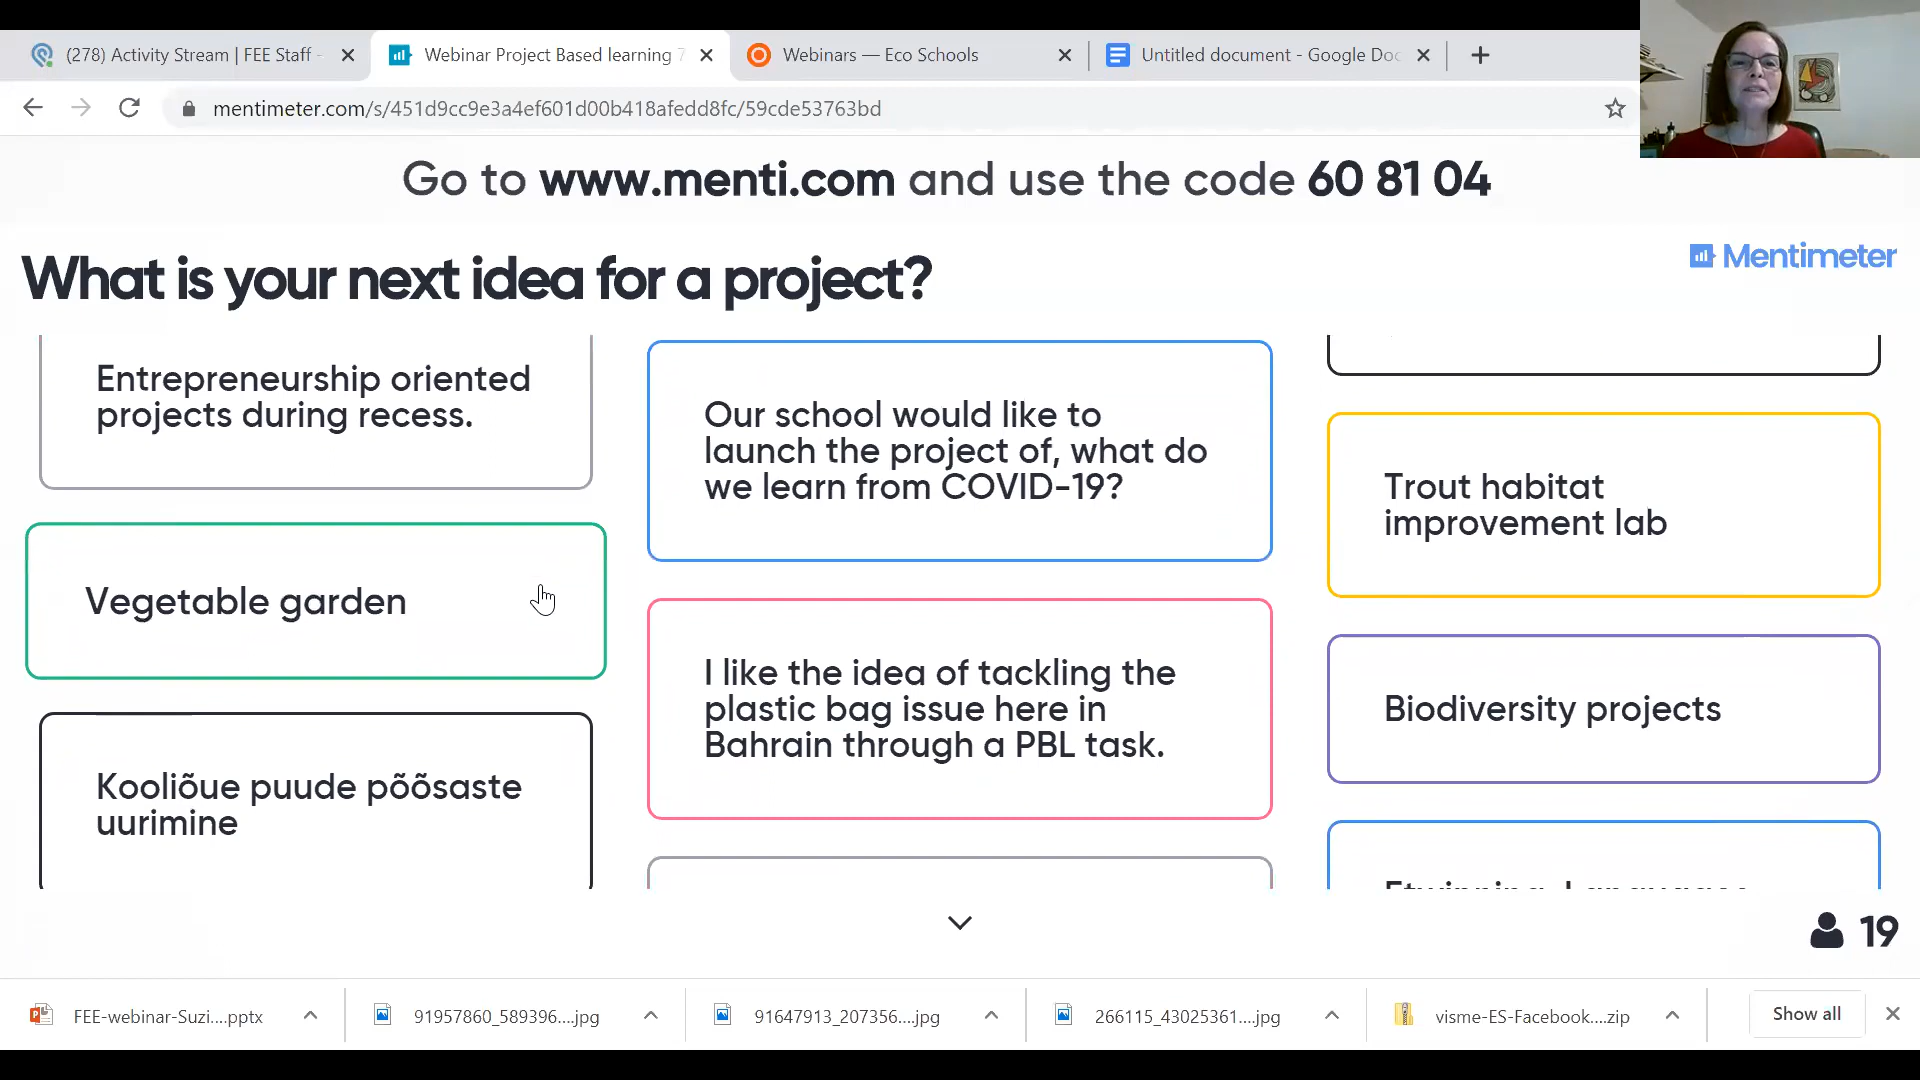 (278) Activity Stream | FEE Staff -
Webinar Project Based learning 7
Webinars — Eco Schools
Untitled document - Google Doc
mentimeter.com/s/451d9cc9e3a4ef601d00b418afedd8fc/59cde53763bd
Go to www.menti.com and use the code 60 81 04
Mentimeter
What is your next idea for a project?
Entrepreneurship oriented
projects during recess.
Vegetable garden
Kooliõue puude põõsaste
uurimine
Our school would like to
launch the project of, what do
we learn from COVID-19?
I like the idea of tackling the
plastic bag issue here in
Bahrain through a PBL task.
Trout habitat
improvement lab
Biodiversity projects
19
FEE-webinar-Suzi....pptx
91957860_589396....jpg
91647913_207356....jpg
266115_43025361....jpg
visme-ES-Facebook....zip
Show all